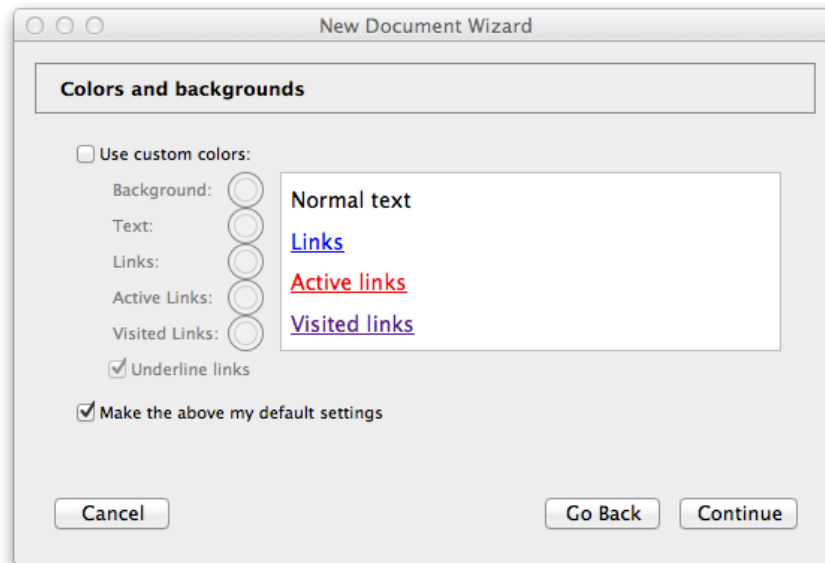 New Document Wizard
Colors and backgrounds
Use custom colors:
Background:
Text:
Links:
Active Links:
Visited Links:
Normal text
Links
Active links
Visited links
Underline links
Make the above my default settings
Cancel
Go Back
Continue